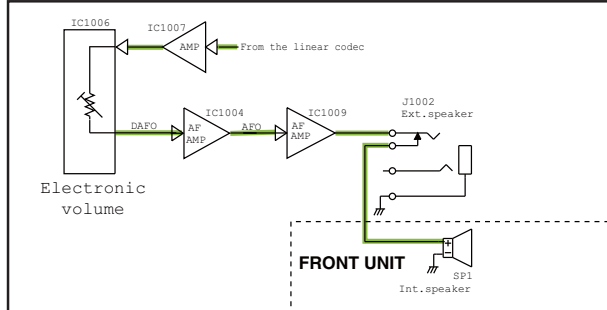 IC1006
IC1007
AMP
From the linear codec
IC1004
IC1009
J1002
Ext.speaker
DAFO
AF
AMP
AFO
AF
AMP
Electronic
volume
FRONT UNIT
+
−
SP1
Int.speaker